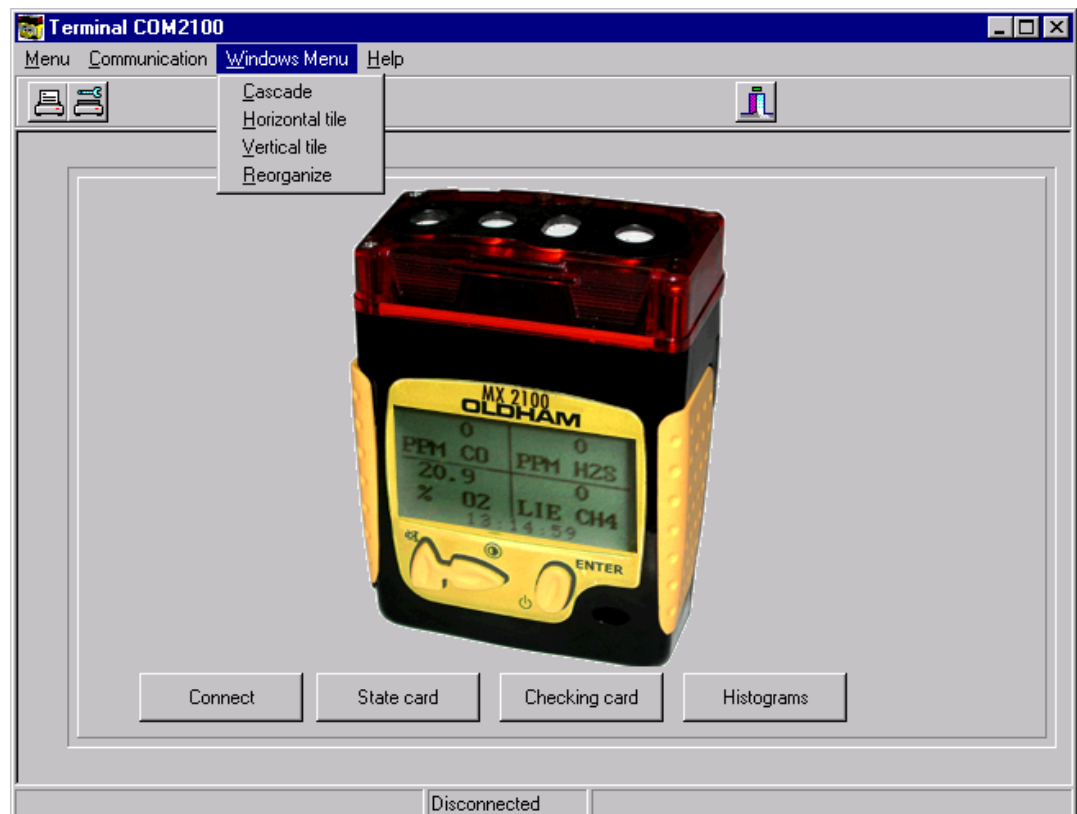 Terminal COM2100
Menu Communication Windows Menu Help
Cascade
Horizontal tile
Vertical tile
Reorganize
MX 2100
OLDHAM
0 0
PPM CO PPM H2S
20.9 0
% O2 LIE CH4
13:14:59
ENTER
Connect State card Checking card Histograms
Disconnected